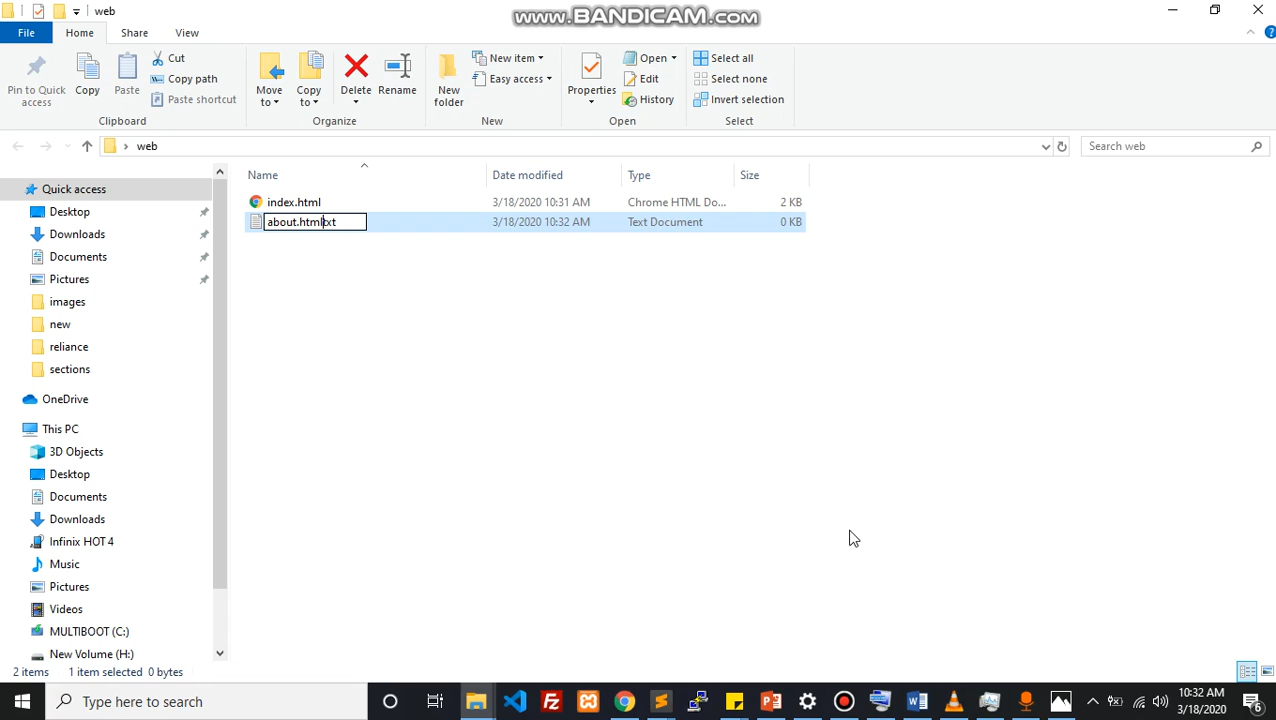 web
WWW.BANDICAM.COM
File
Home
Share
View
Pin to Quick access
Copy
Paste
Cut
Copy path
Paste shortcut
Clipboard
Move to
Copy to
Delete
Rename
Organize
New folder
New item
Easy access
New
Properties
Open
Edit
History
Open
Select all
Select none
Invert selection
Select
web
Search web
Name
Date modified
Type
Size
index.html
3/18/2020 10:31 AM
Chrome HTML Do...
2 KB
about.htmltxt
3/18/2020 10:32 AM
Text Document
0 KB
Quick access
Desktop
Downloads
Documents
Pictures
images
new
reliance
sections
OneDrive
This PC
3D Objects
Desktop
Documents
Downloads
Infinix HOT 4
Music
Pictures
Videos
MULTIBOOT (C:)
New Volume (H:)
2 items
1 item selected 0 bytes
Type here to search
10:32 AM
3/18/2020
6